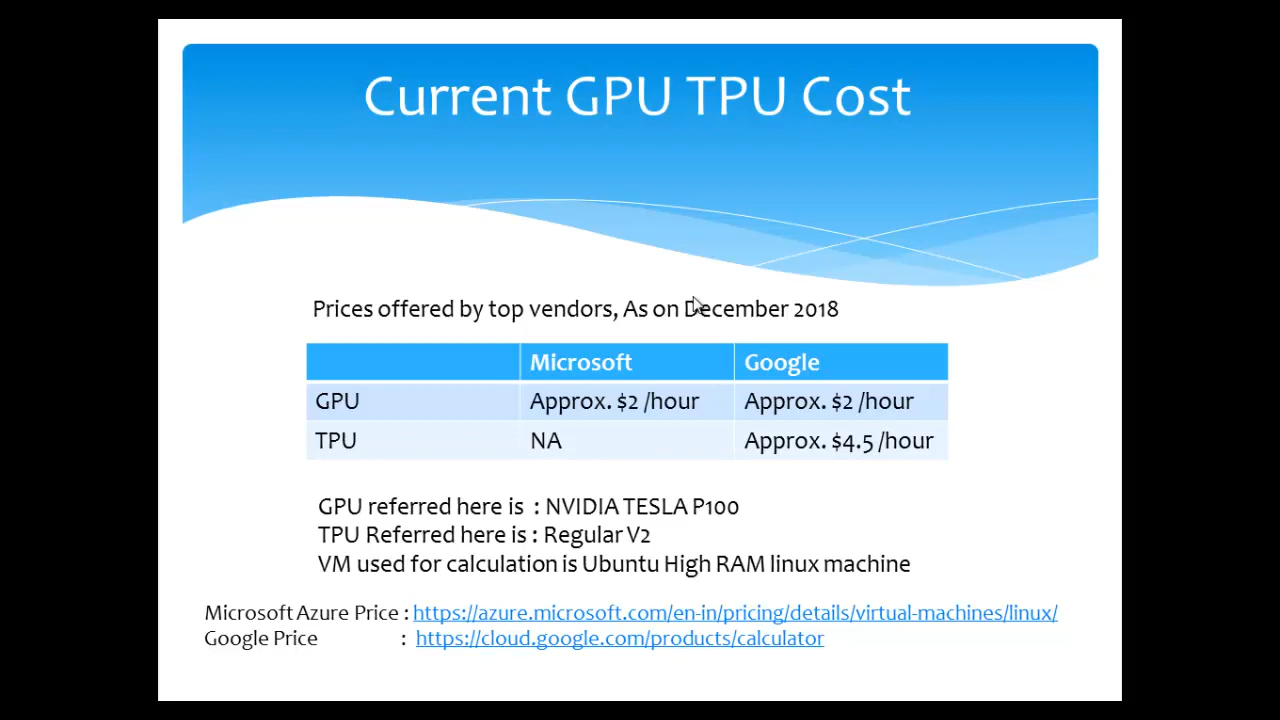 Current GPU TPU Cost
Prices offered by top vendors, As on December 2018
Microsoft Google
GPU Approx. $2 /hour Approx. $2 /hour
TPU NA Approx. $4.5 /hour
GPU referred here is : NVIDIA TESLA P100
TPU Referred here is : Regular V2
VM used for calculation is Ubuntu High RAM linux machine
Microsoft Azure Price : https://azure.microsoft.com/en-in/pricing/details/virtual-machines/linux/
Google Price : https://cloud.google.com/products/calculator